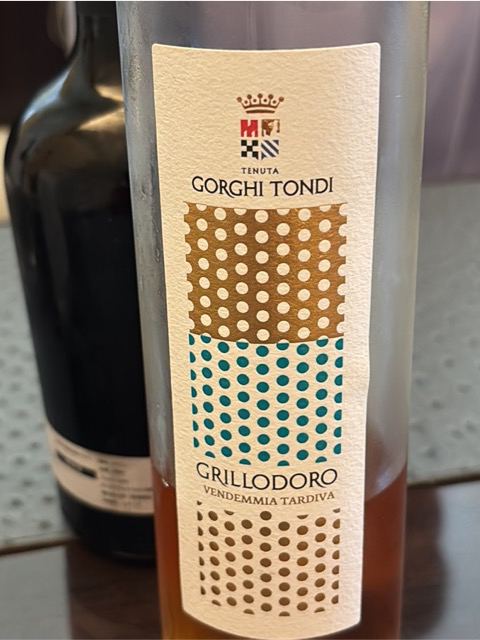 TENUTA
GORGHI TONDI
GRILLODORO
VENDEMMIA TARDIVA